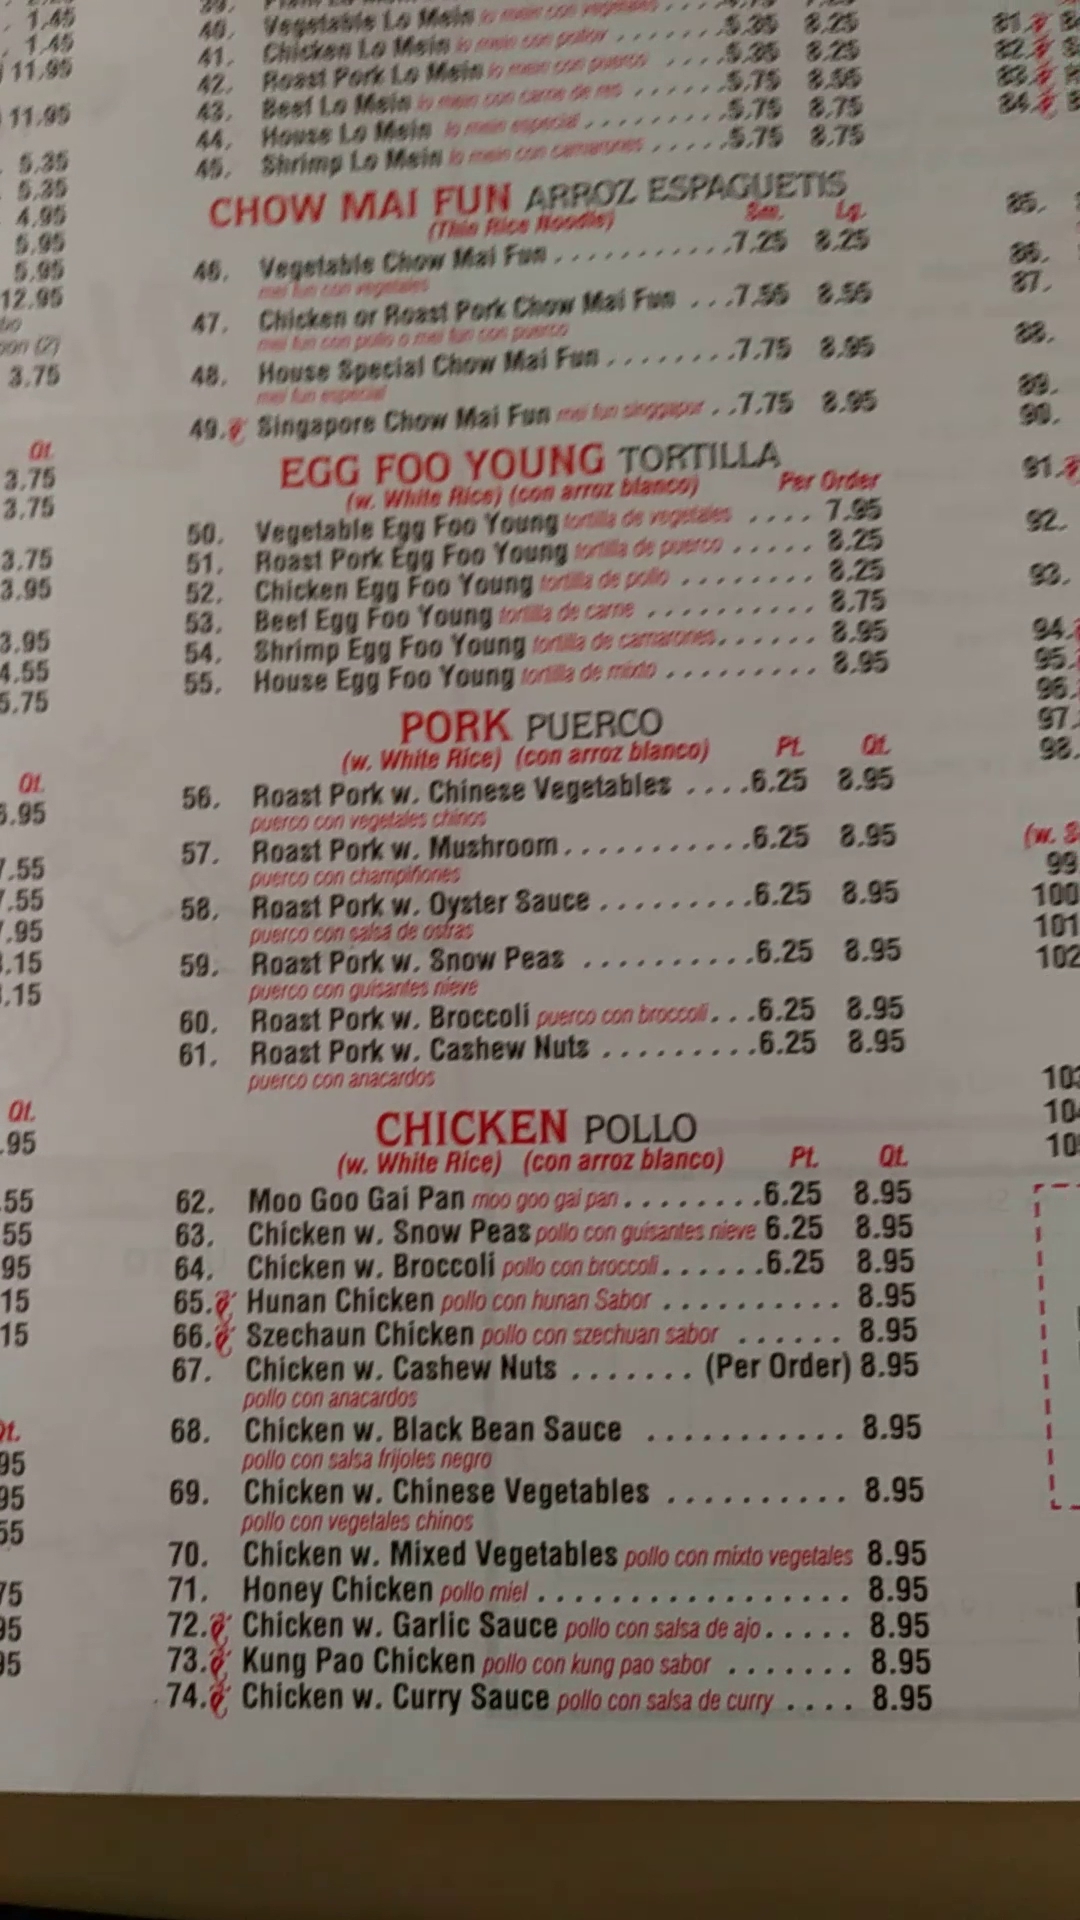 40. Vegetable Lo Mein lo mein con vegetales 5.35 8.25
41. Chicken Lo Mein lo mein con pollo 5.35 8.25
42. Roast Pork Lo Mein lo mein con puerco 5.35 8.25
43. Beef Lo Mein lo mein con carne de res 5.75 8.55
44. House Lo Mein lo mein especial 5.75 8.75
45. Shrimp Lo Mein lo mein con camarones 5.75 8.75
CHOW MAI FUN ARROZ ESPAGUETIS
(Thin Rice Noodle) Sm. Lg.
46. Vegetable Chow Mai Fun 7.25 8.25
mei fun con vegetales
47. Chicken or Roast Pork Chow Mai Fun 7.55 8.55
mei fun con pollo o mei fun con puerco
48. House Special Chow Mai Fun 7.75 8.95
mei fun especial
49. Singapore Chow Mai Fun mei fun singgapur 7.75 8.95
EGG FOO YOUNG TORTILLA
(w. White Rice) (con arroz blanco) Per Order
50. Vegetable Egg Foo Young tortilla de vegetales .... 7.95
51. Roast Pork Egg Foo Young tortilla de puerco ..... 8.25
52. Chicken Egg Foo Young tortilla de pollo ........ 8.25
53. Beef Egg Foo Young tortilla de carne .......... 8.75
54. Shrimp Egg Foo Young tortilla de camarones...... 8.95
55. House Egg Foo Young tortilla de mixto ......... 8.95
PORK PUERCO
(w. White Rice) (con arroz blanco) Pt. Qt.
56. Roast Pork w. Chinese Vegetables ....6.25 8.95
puerco con vegetales chinos
57. Roast Pork w. Mushroom...........6.25 8.95
puerco con champiñones
58. Roast Pork w. Oyster Sauce .........6.25 8.95
puerco con salsa de ostras
59. Roast Pork w. Snow Peas ..........6.25 8.95
puerco con guisantes nieve
60. Roast Pork w. Broccoli puerco con broccoli...6.25 8.95
61. Roast Pork w. Cashew Nuts .........6.25 8.95
puerco con anacardos
CHICKEN POLLO
(w. White Rice) (con arroz blanco) Pt. Qt.
62. Moo Goo Gai Pan moo goo gai pan ........6.25 8.95
63. Chicken w. Snow Peas pollo con guisantes nieve 6.25 8.95
64. Chicken w. Broccoli pollo con broccoli......6.25 8.95
65. Hunan Chicken pollo con hunan Sabor .......... 8.95
66. Szechaun Chicken pollo con szechuan sabor ...... 8.95
67. Chicken w. Cashew Nuts ....... (Per Order) 8.95
pollo con anacardos
68. Chicken w. Black Bean Sauce ........... 8.95
pollo con salsa frijoles negro
69. Chicken w. Chinese Vegetables .......... 8.95
pollo con vegetales chinos
70. Chicken w. Mixed Vegetables pollo con mixto vegetales 8.95
71. Honey Chicken pollo miel ................. 8.95
72. Chicken w. Garlic Sauce pollo con salsa de ajo..... 8.95
73. Kung Pao Chicken pollo con kung pao sabor ....... 8.95
74. Chicken w. Curry Sauce pollo con salsa de curry .... 8.95